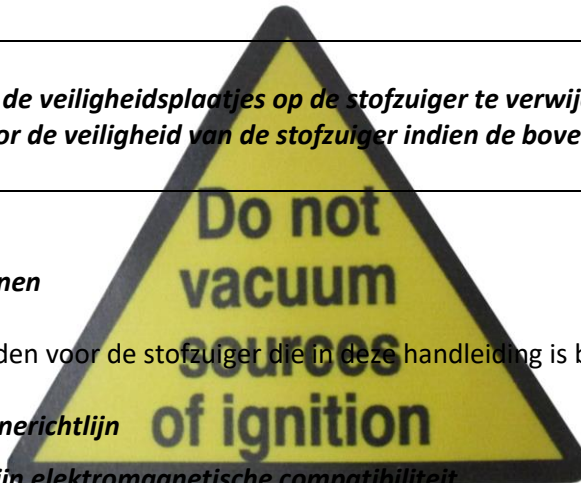 de veiligheidsplaatjes op de stofzuiger te verwij
or de veiligheid van de stofzuiger indien de bove
nen
den voor de stofzuiger die in deze handleiding is b
nerichtlijn
ijn elektromagnetische compatibiliteit
Do not
vacuum
sources
of ignition